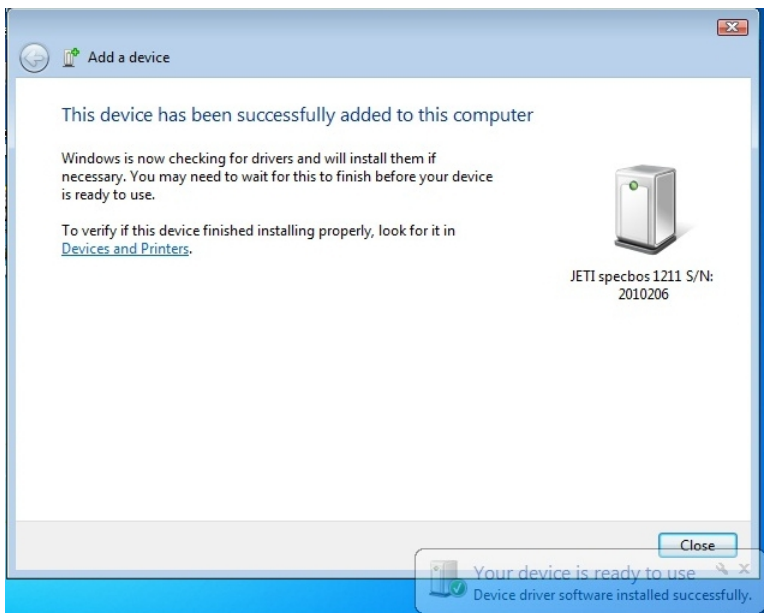 Add a device
This device has been successfully added to this computer
Windows is now checking for drivers and will install them if
necessary. You may need to wait for this to finish before your device
is ready to use.
To verify if this device finished installing properly, look for it in
Devices and Printers.
JETI specbos 1211 S/N:
2010206
Close
Your device is ready to use
Device driver software installed successfully.